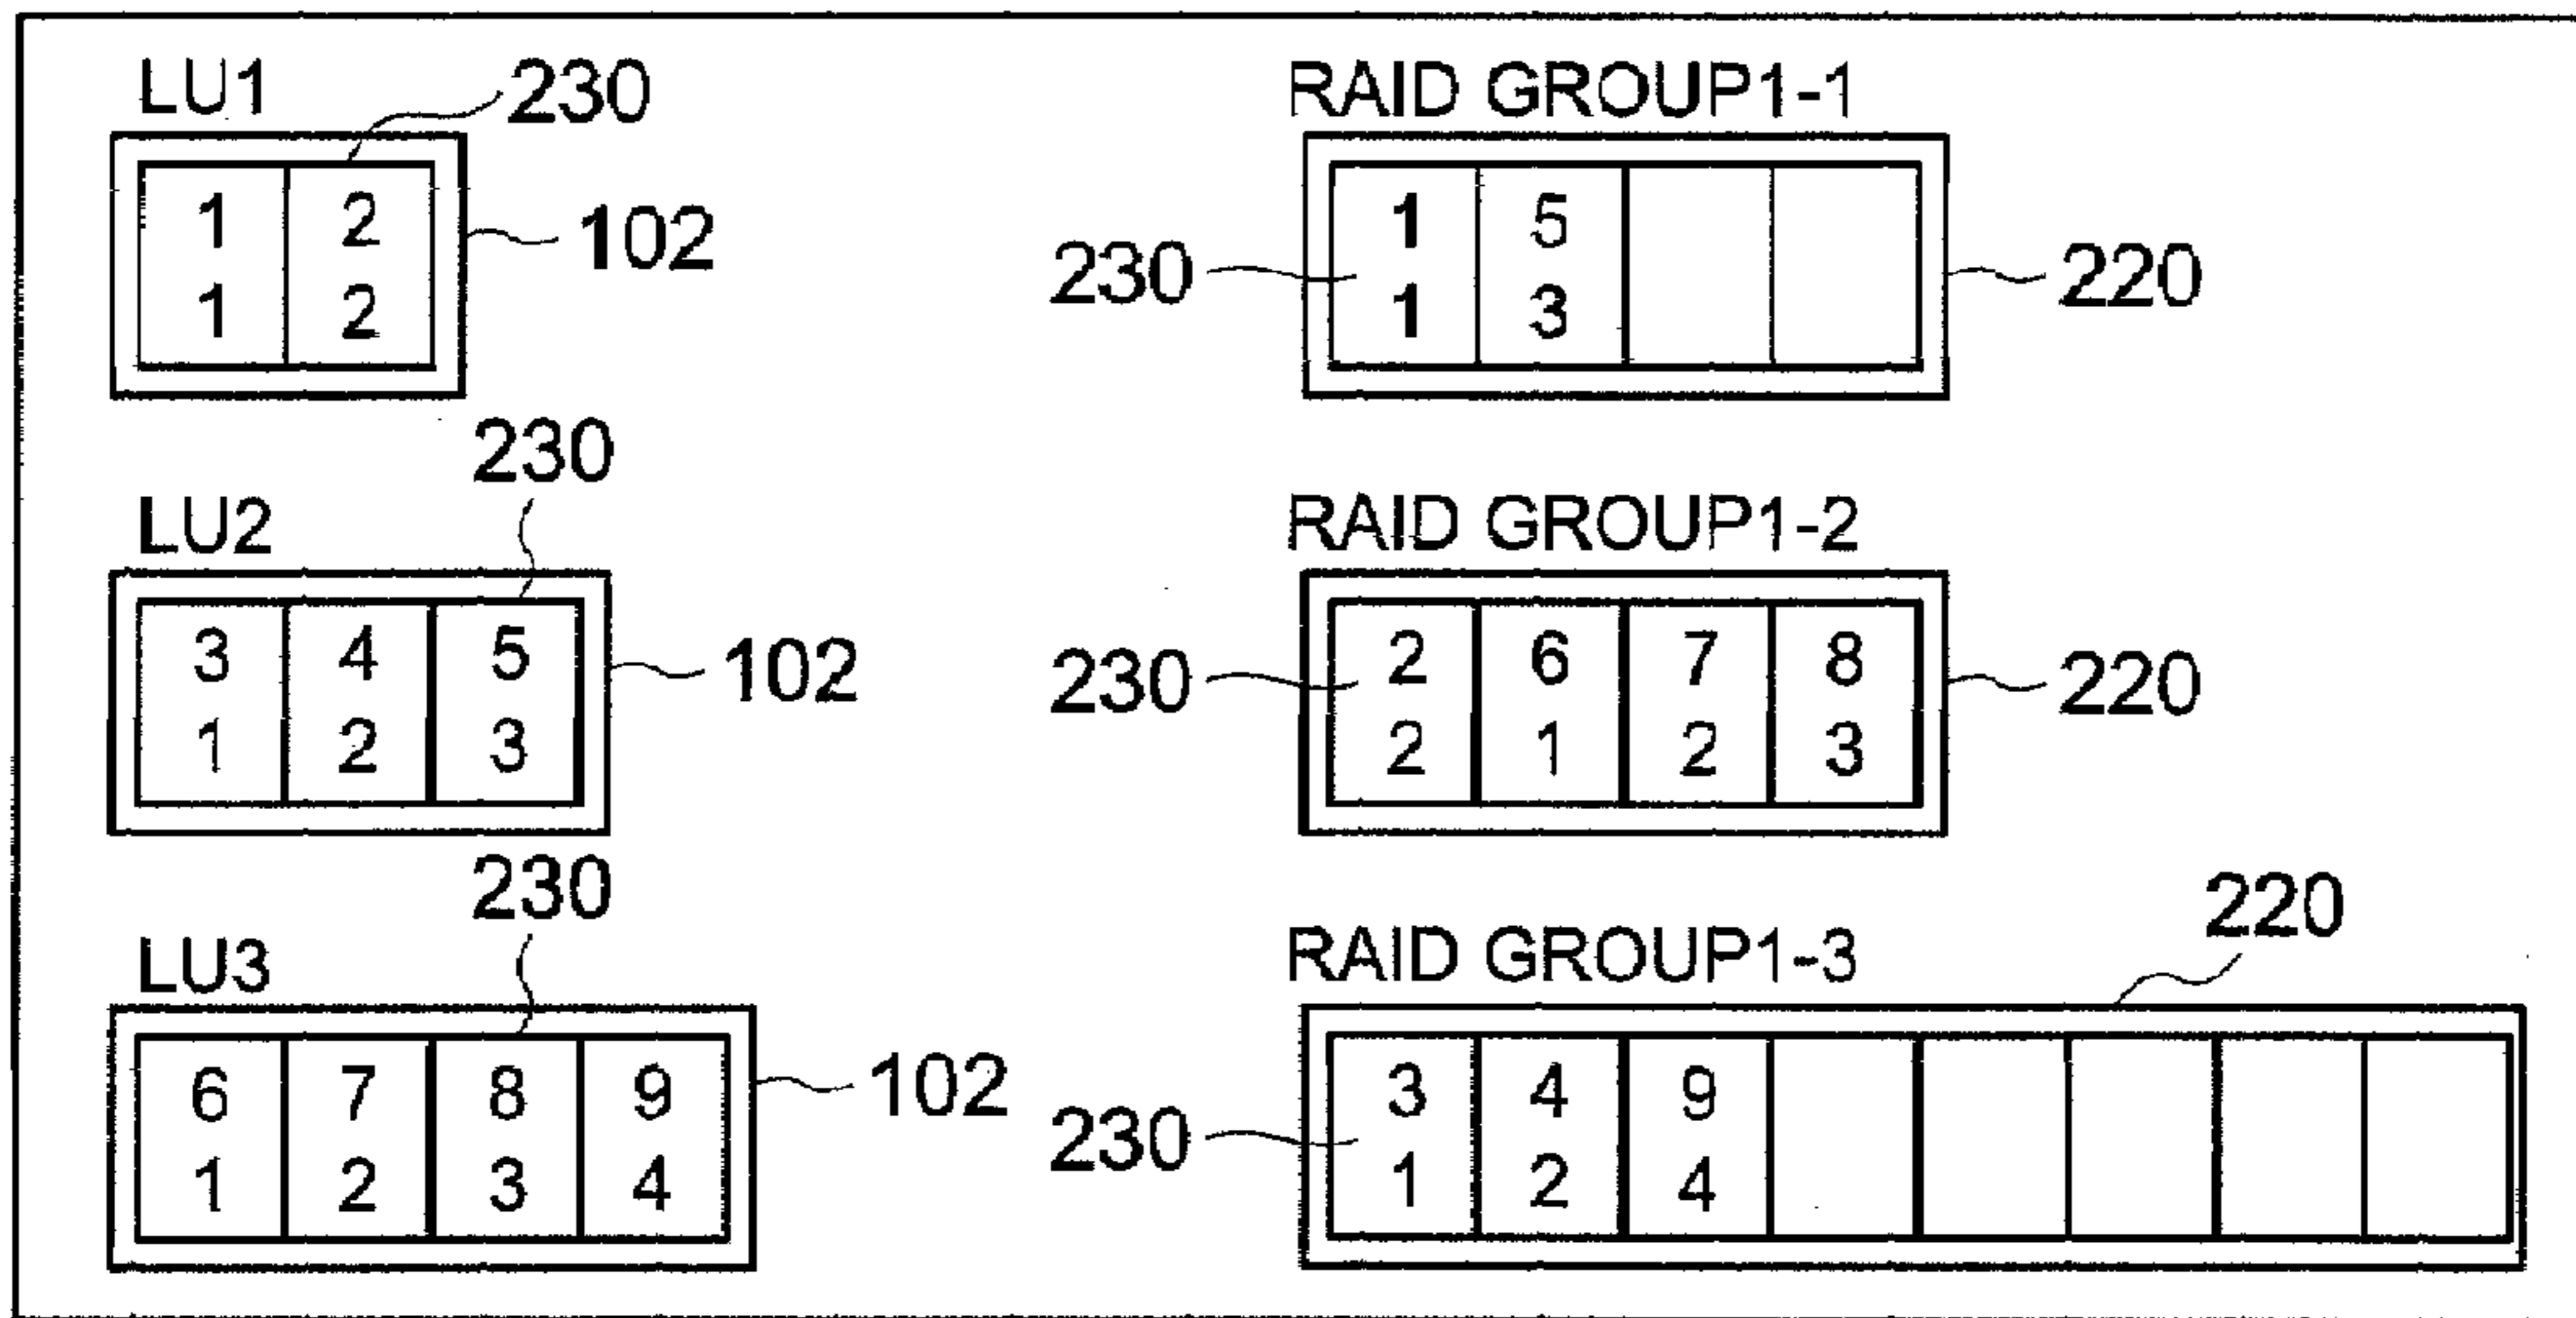 LU1
230
1 2
1 2
102
LU2
230
3 4 5
1 2 3
102
LU3
230
6 7 8 9
1 2 3 4
102
RAID GROUP1-1
1 5
1 3
230
220
RAID GROUP1-2
2 6 7 8
2 1 2 3
230
220
RAID GROUP1-3
220
3 4 9
1 2 4
230